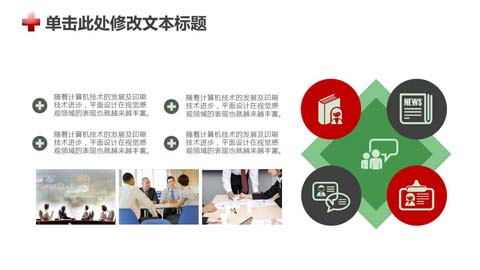 单击此处修改文本标题
随着计算机技术的发展及印刷
技术进步，平面设计在视觉感
观领域的表现也就越来越丰富。
随着计算机技术的发展及印刷
技术进步，平面设计在视觉感
观领域的表现也就越来越丰富。
随着计算机技术的发展及印刷
技术进步，平面设计在视觉感
观领域的表现也就越来越丰富。
随着计算机技术的发展及印刷
技术进步，平面设计在视觉感
观领域的表现也就越来越丰富。
NEWS